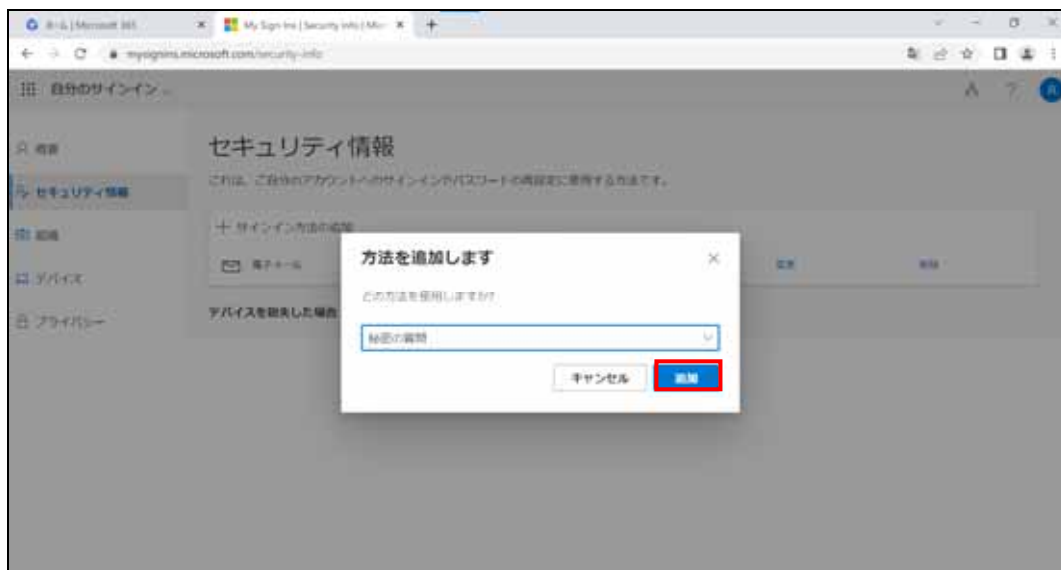 ホーム | Microsoft 365
My Sign-Ins | Security Info | Micr
mysignins.microsoft.com/security-info
自分のサインイン
概要
セキュリティ情報
組織
デバイス
プライバシー
セキュリティ情報
これは、ご自分のアカウントへのサインインやパスワードの再設定に使用する方法です。
サインイン方法の追加
電子メール
変更
削除
デバイスを紛失した場合
方法を追加します
どの方法を使用しますか?
秘密の質問
キャンセル
追加